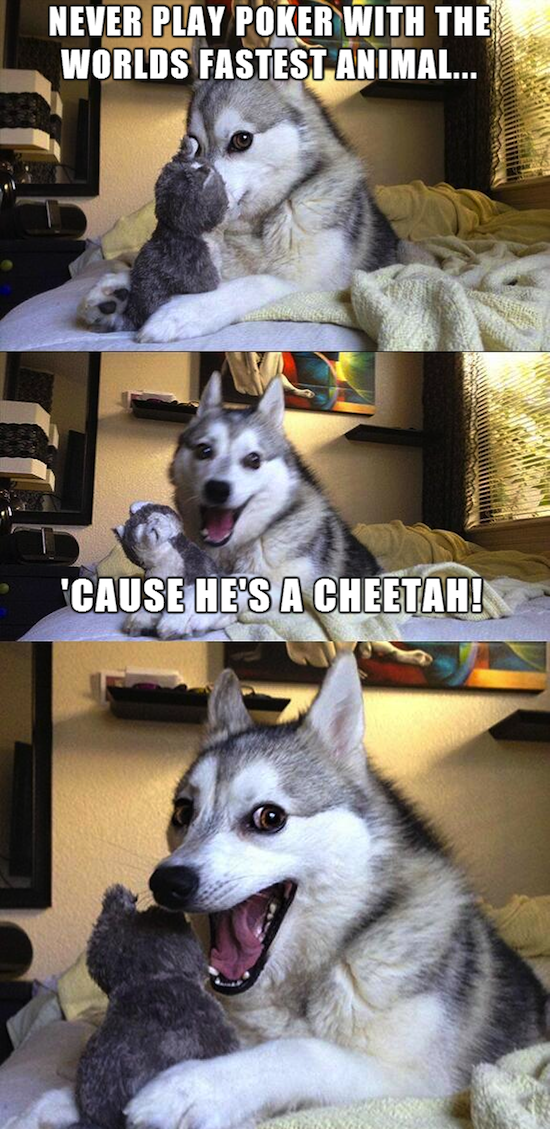 NEVER PLAY POKER WITH THE
WORLDS FASTEST ANIMAL...
'CAUSE HE'S A CHEETAH!